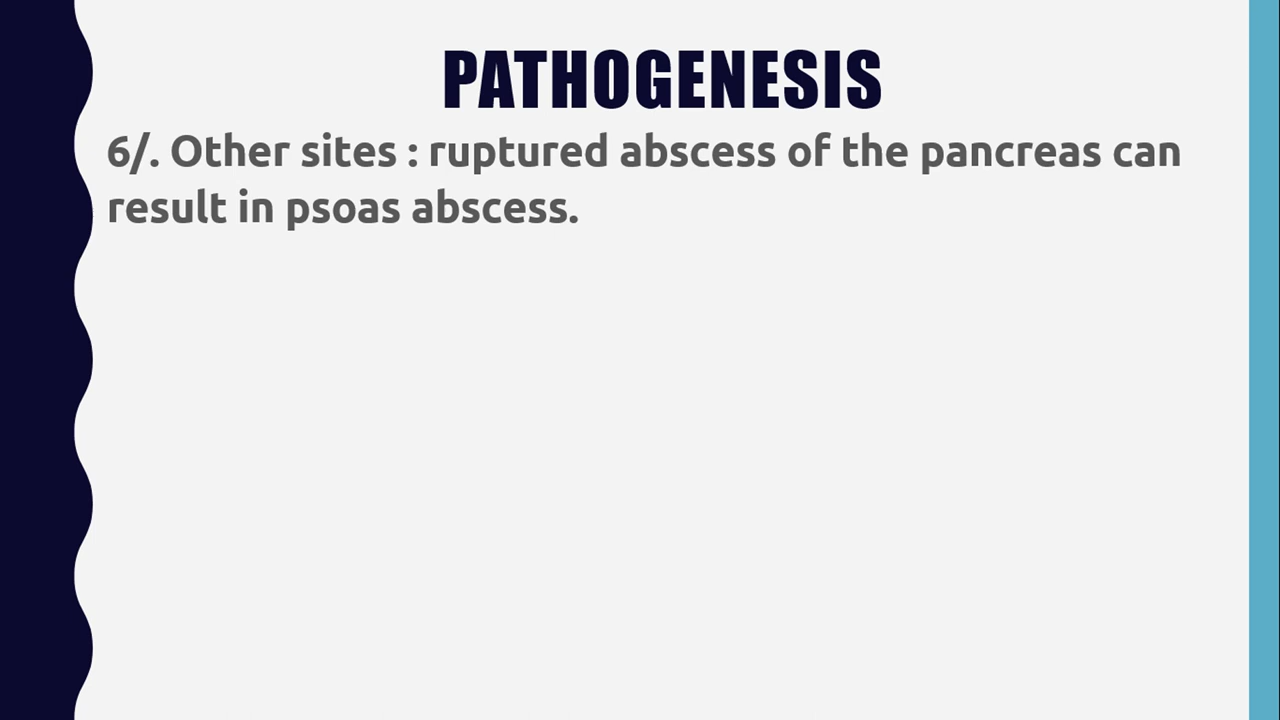 PATHOGENESIS
6/. Other sites : ruptured abscess of the pancreas can
result in psoas abscess.